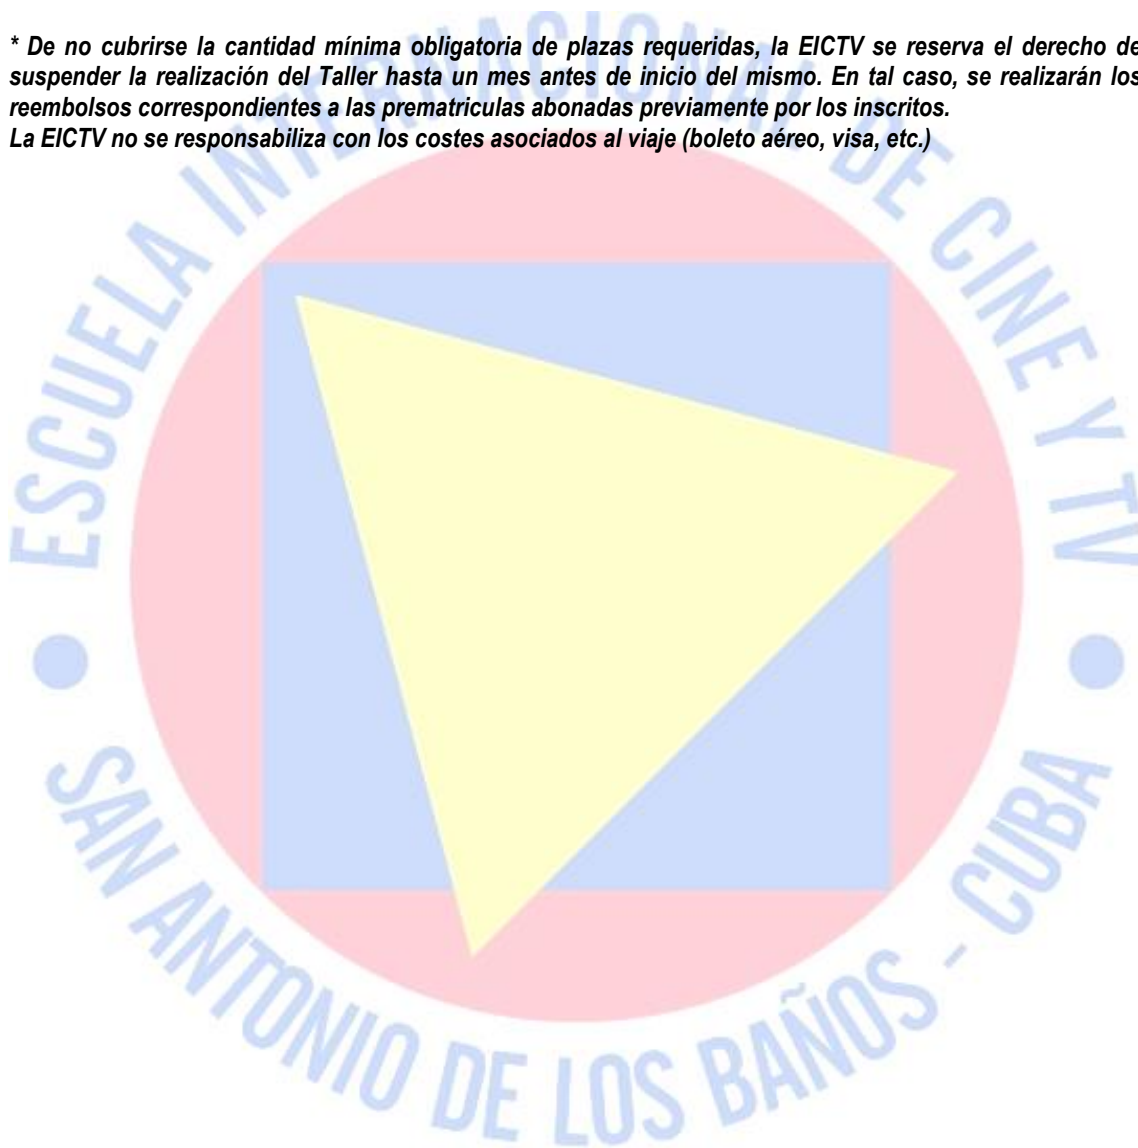 * De no cubrirse la cantidad mínima obligatoria de plazas requeridas, la EICTV se reserva el derecho de
suspender la realización del Taller hasta un mes antes de inicio del mismo. En tal caso, se realizarán los
reembolsos correspondientes a las prematriculas abonadas previamente por los inscritos.
La EICTV no se responsabiliza con los costes asociados al viaje (boleto aéreo, visa, etc.)
ESCUELA INTERNACIONAL DE CINE Y TV
SAN ANTONIO DE LOS BAÑOS - CUBA